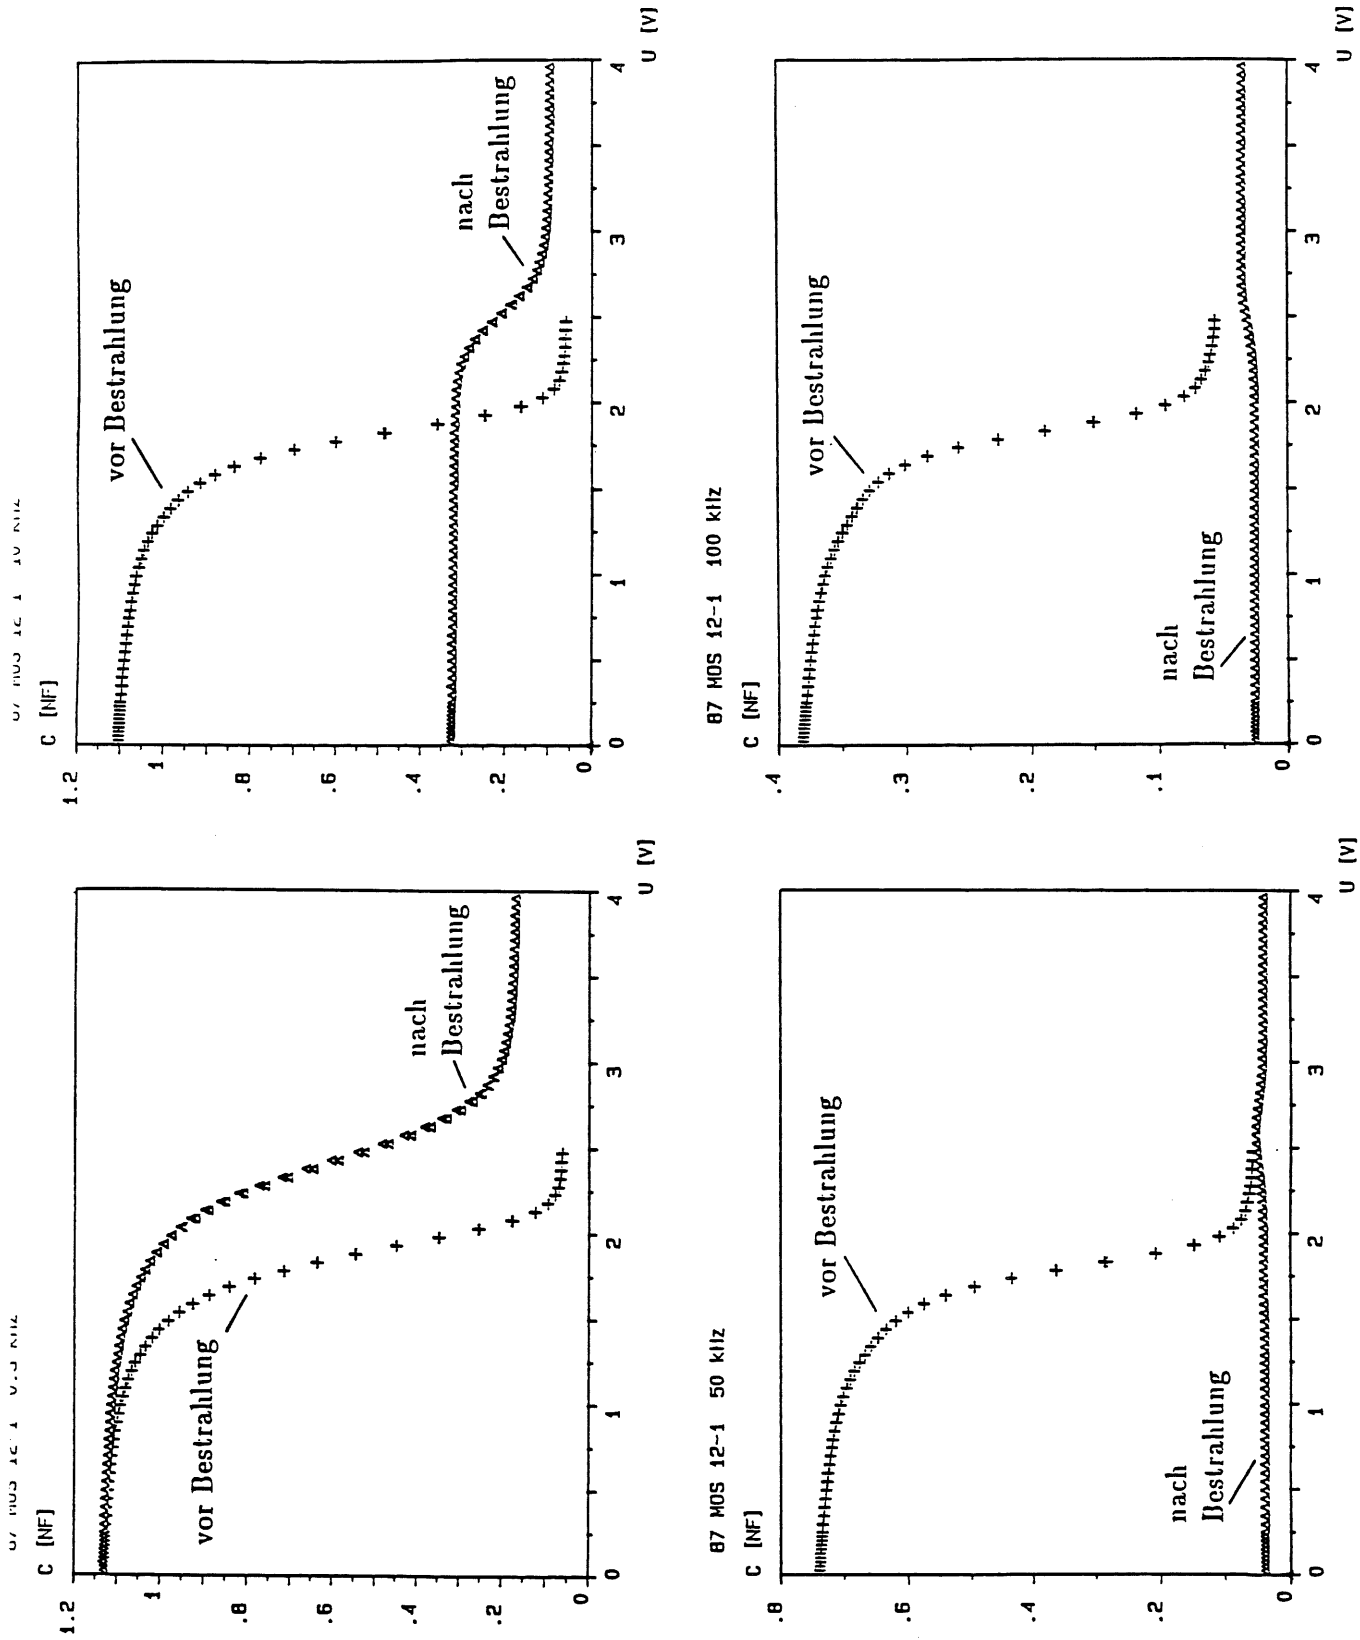 C [NF]
1.2
1
.8
.6
.4
.2
0
vor Bestrahlung
nach
Bestrahlung
0
1
2
3
4
U [V]
C [NF]
1.2
1
.8
.6
.4
.2
0
vor Bestrahlung
nach
Bestrahlung
0
1
2
3
4
U [V]
87 MOS 12-1 50 kHz
C [NF]
.8
.6
.4
.2
0
vor Bestrahlung
nach
Bestrahlung
0
1
2
3
4
U [V]
87 MOS 12-1 100 kHz
C [NF]
.4
.3
.2
.1
0
vor Bestrahlung
nach
Bestrahlung
0
1
2
3
4
U [V]